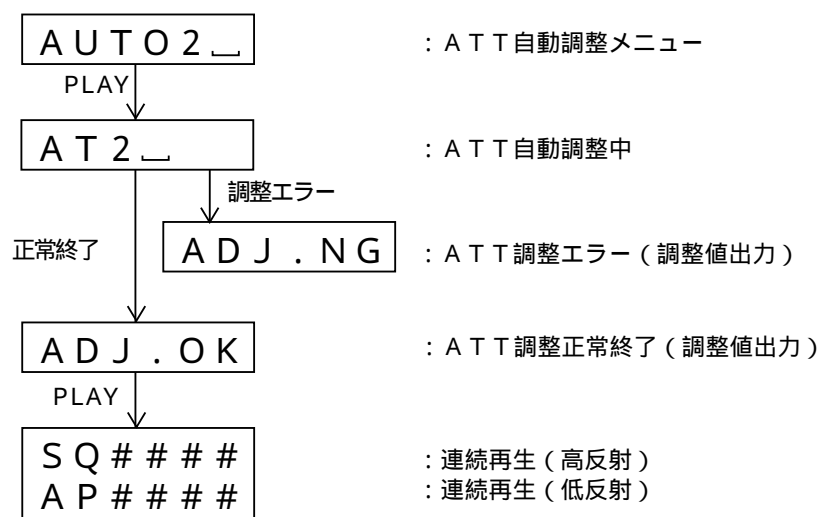 ＡＵＴＯ２⎵ ：ＡＴＴ自動調整メニュー
PLAY
ＡＴ２⎵ ：ＡＴＴ自動調整中
調整エラー
正常終了 ＡＤＪ．ＮＧ ：ＡＴＴ調整エラー（調整値出力）
ＡＤＪ．ＯＫ ：ＡＴＴ調整正常終了（調整値出力）
PLAY
ＳＱ＃＃＃＃ ：連続再生（高反射）
ＡＰ＃＃＃＃ ：連続再生（低反射）